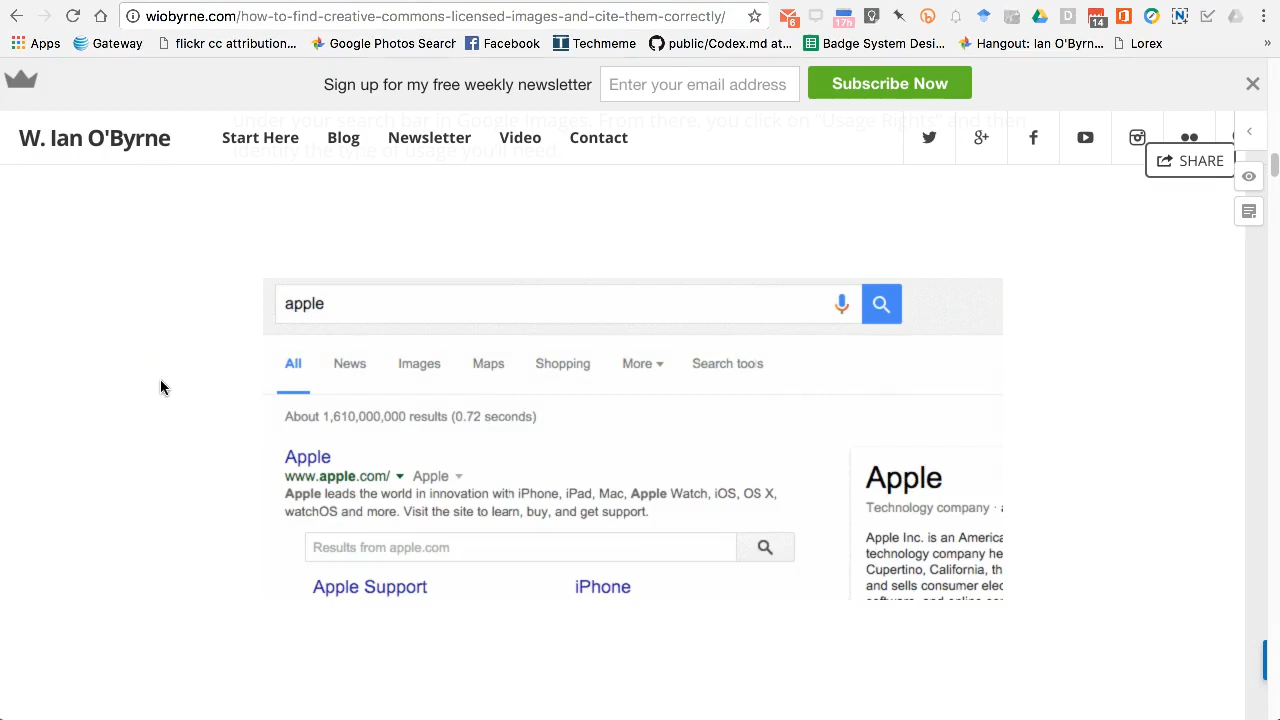 wiobyrne.com/how-to-find-creative-commons-licensed-images-and-cite-them-correctly/
6
17h
14
Apps Gateway flickr cc attribution... Google Photos Search Facebook Techmeme public/Codex.md at... Badge System Desi... Hangout: Ian O'Bryn... Lorex »
Sign up for my free weekly newsletter Enter your email address Subscribe Now
under your search bar in Google Images. From there, you click on "Usage Rights" and then
W. Ian O'Byrne Start Here Blog Newsletter Video Contact
identify the type of usage you'll need.
SHARE
apple
All News Images Maps Shopping More Search tools
About 1,610,000,000 results (0.72 seconds)
Apple
www.apple.com/ Apple
Apple leads the world in innovation with iPhone, iPad, Mac, Apple Watch, iOS, OS X,
watchOS and more. Visit the site to learn, buy, and get support.
Results from apple.com
Apple Support iPhone
Apple
Technology company ·
Apple Inc. is an America
technology company he
Cupertino, California, th
and sells consumer elec